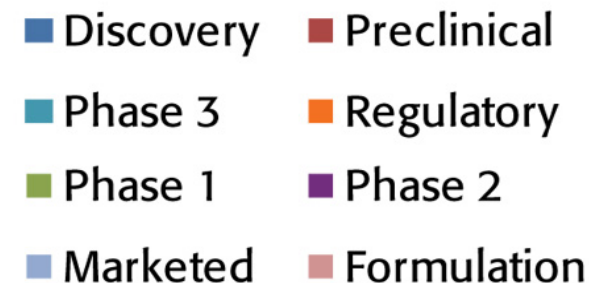 Discovery Preclinical
Phase 3 Regulatory
Phase 1 Phase 2
Marketed Formulation